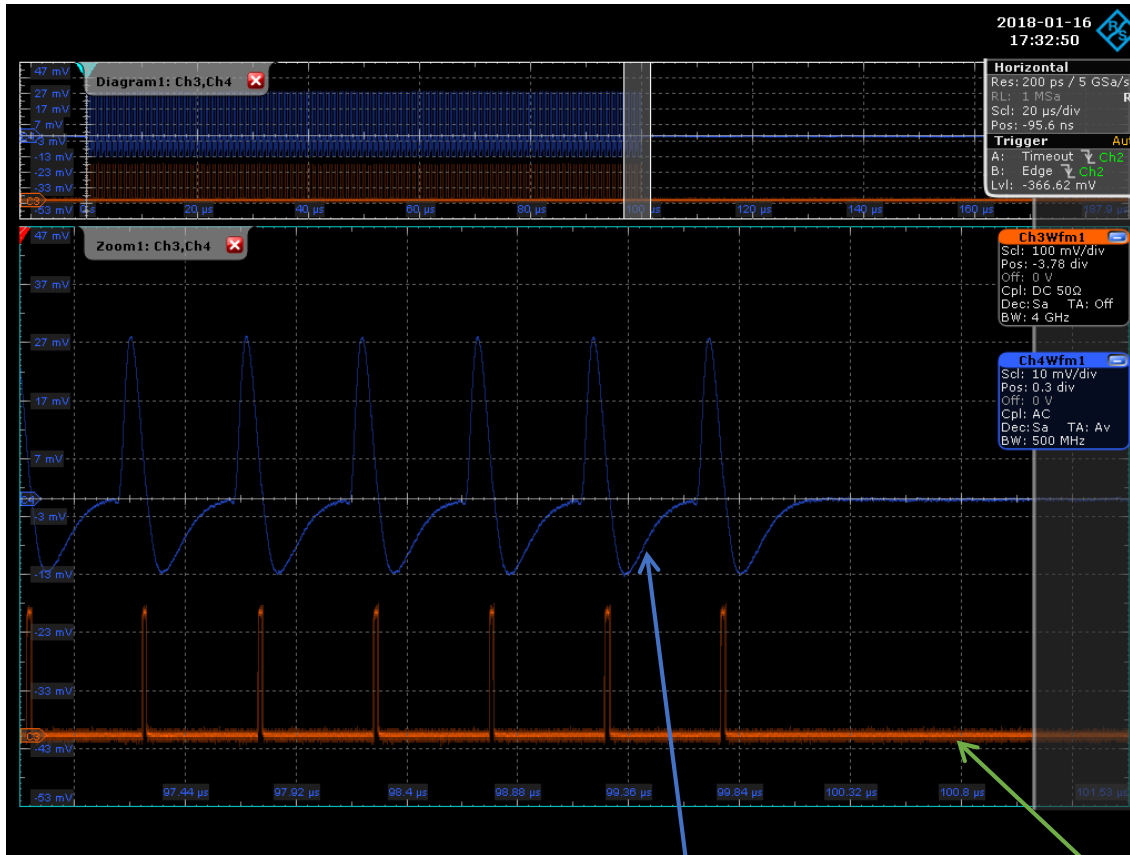 2018-01-16
17:32:50
Horizontal
Res: 200 ps / 5 GSa/s
RL: 1 MSa R
Scl: 20 µs/div
Pos: -95.6 ns
Trigger Au
A: Timeout Ch2
B: Edge Ch2
Lvl: -366.62 mV
Diagram1: Ch3,Ch4
47 mV
27 mV
17 mV
7 mV
-3 mV
-13 mV
-23 mV
-33 mV
C3
-53 mV
20 µs
40 µs
60 µs
80 µs
100 µs
120 µs
140 µs
160 µs
187.9 µs
Zoom1: Ch3,Ch4
47 mV
37 mV
27 mV
17 mV
7 mV
C4
-3 mV
-13 mV
-23 mV
-33 mV
C3
-43 mV
-53 mV
97.44 µs
97.92 µs
98.4 µs
98.88 µs
99.36 µs
99.84 µs
100.32 µs
100.8 µs
101.53 µs
Ch3Wfm1
Scl: 100 mV/div
Pos: -3.78 div
Off: 0 V
Cpl: DC 50Ω
Dec: Sa TA: Off
BW: 4 GHz
Ch4Wfm1
Scl: 10 mV/div
Pos: 0.3 div
Off: 0 V
Cpl: AC
Dec: Sa TA: Av
BW: 500 MHz